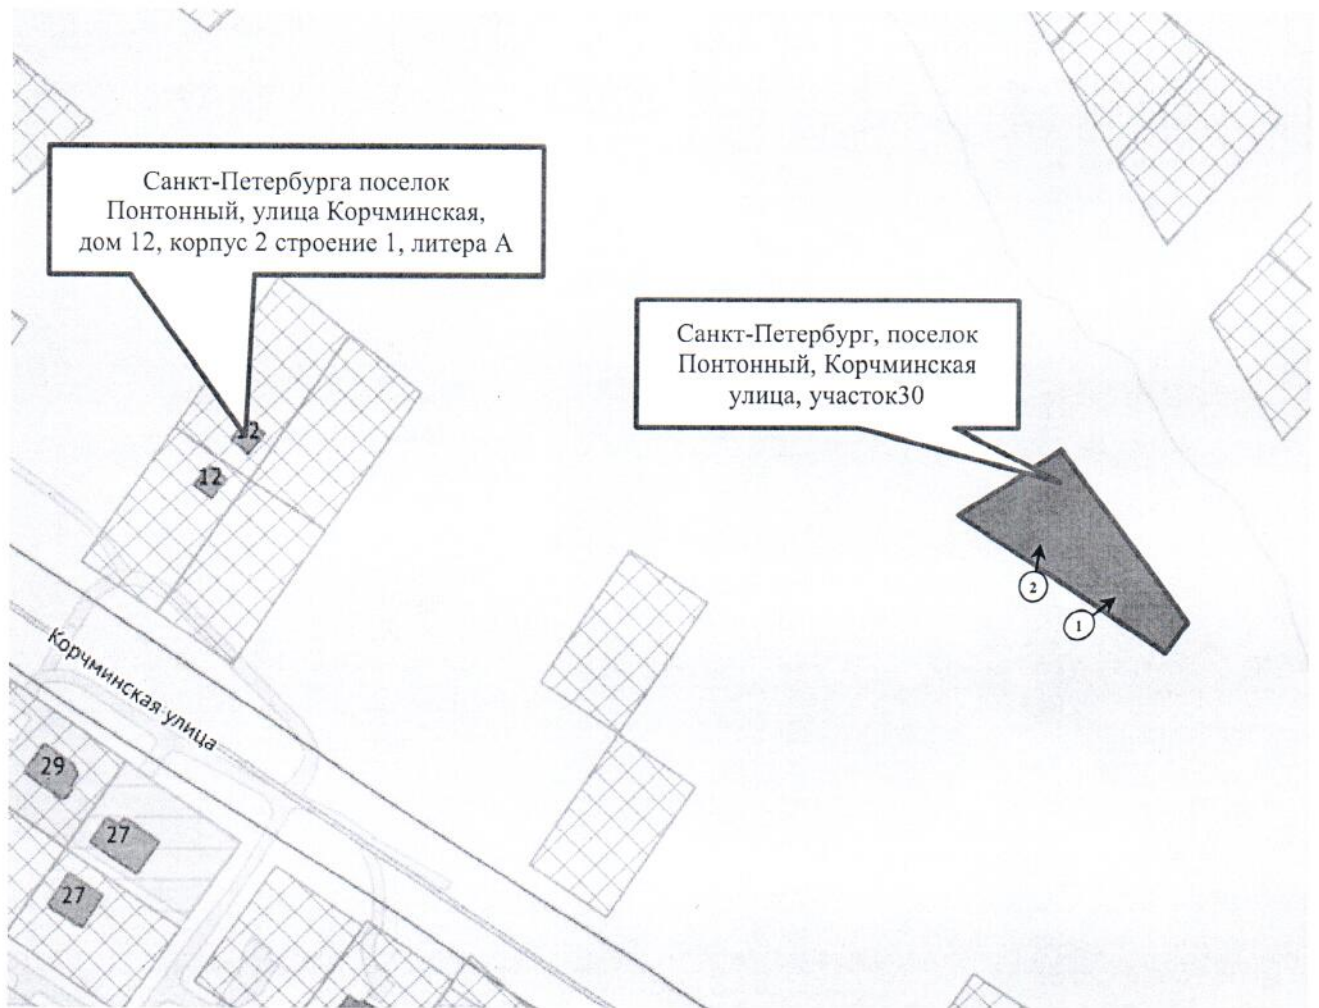 Санкт-Петербурга поселок
Понтонный, улица Корчминская,
дом 12, корпус 2 строение 1, литера А
Санкт-Петербург, поселок
Понтонный, Корчминская
улица, участок30
12
12
2
1
Корчминская улица
29
27
27